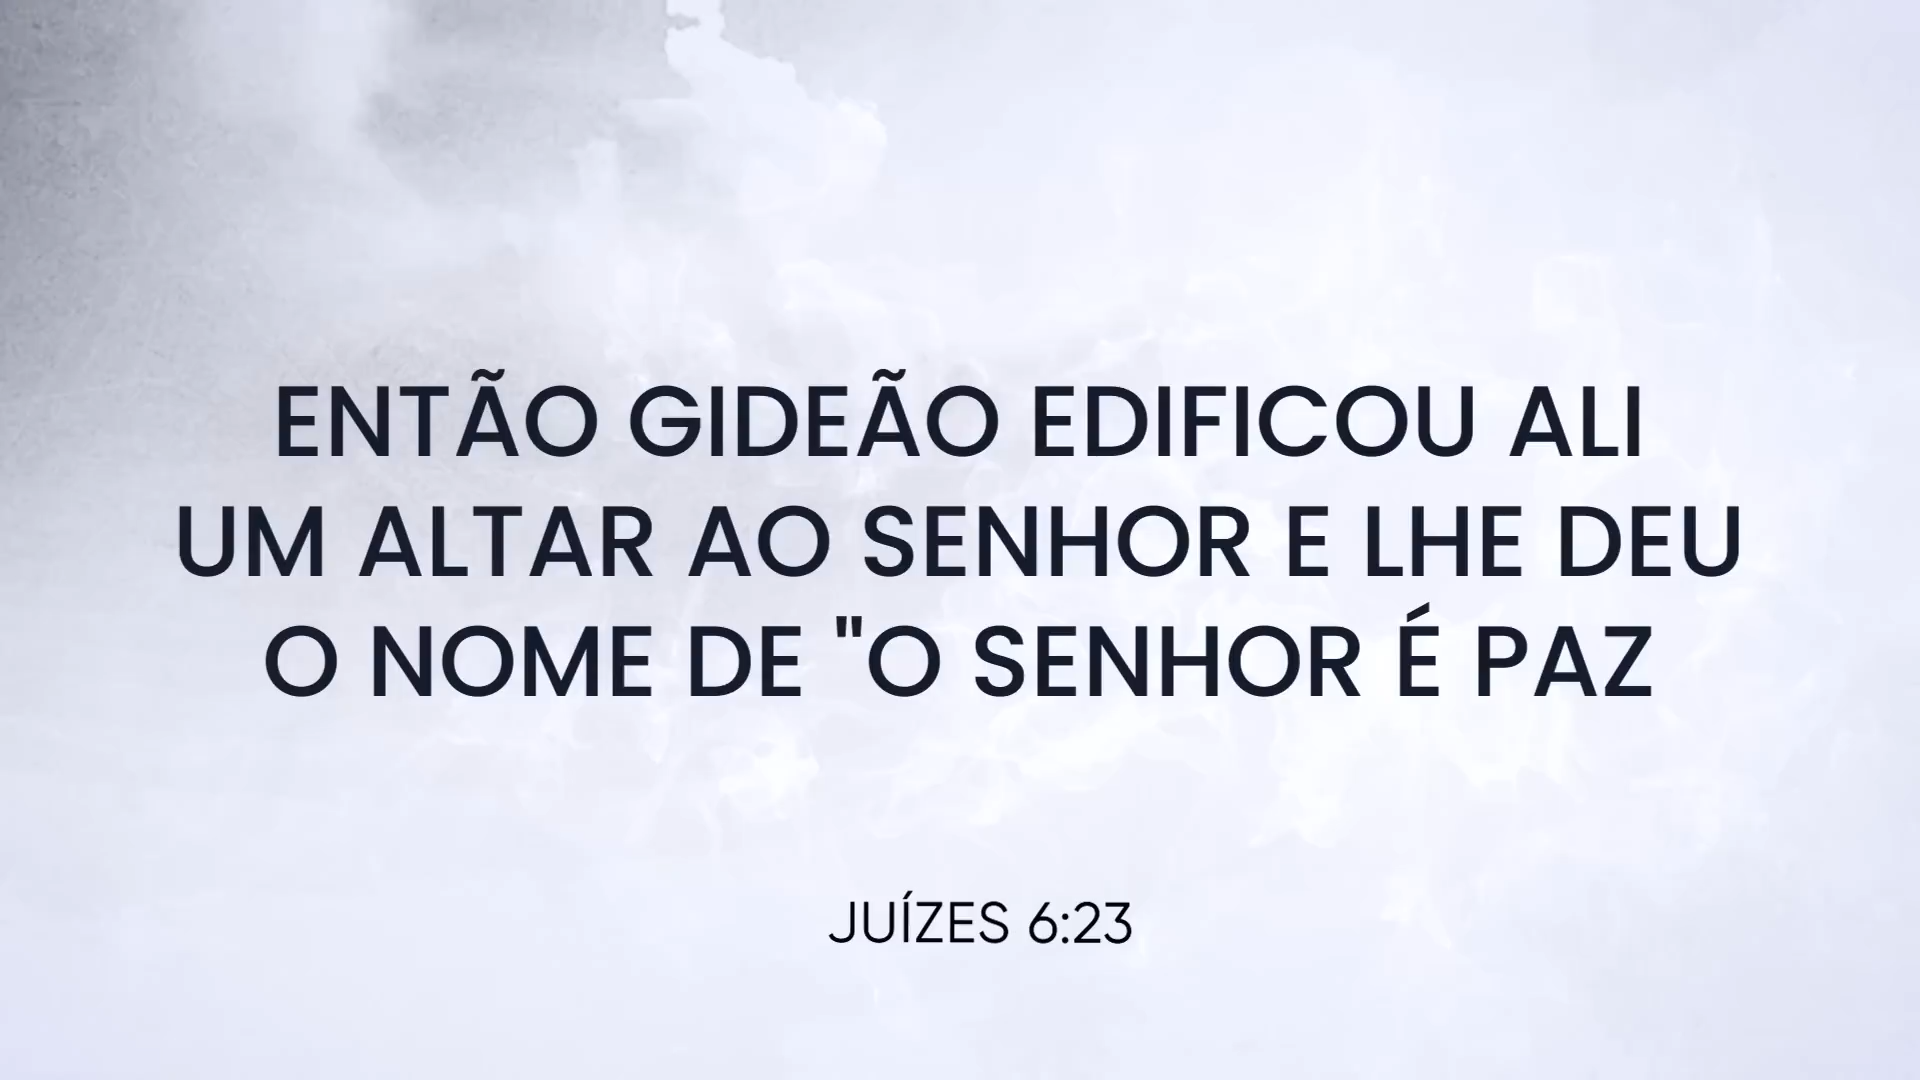 ENTÃO GIDEÃO EDIFICOU ALI
UM ALTAR AO SENHOR E LHE DEU
O NOME DE "O SENHOR É PAZ
JUÍZES 6:23